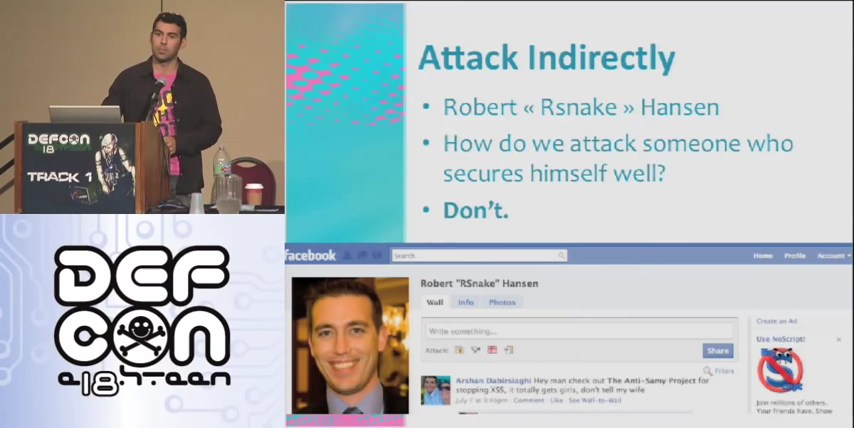 DEFCON
18
TRACK 1
DEF
CON
e18hteen
Attack Indirectly
• Robert « Rsnake » Hansen
• How do we attack someone who
secures himself well?
• Don't.
facebook
Search
Home Profile Account
Robert "RSnake" Hansen
Wall Info Photos
Write something...
Attach:
Share
Filters
Arshan Dabirsiaghi Hey man check out The Anti-Samy Project for
stopping XSS, it totally gets girls, don't tell my wife
Comment · Like · See Wall-to-Wall
Create an Ad
Use NoScript!
Join millions of others.
Your friends have. Show